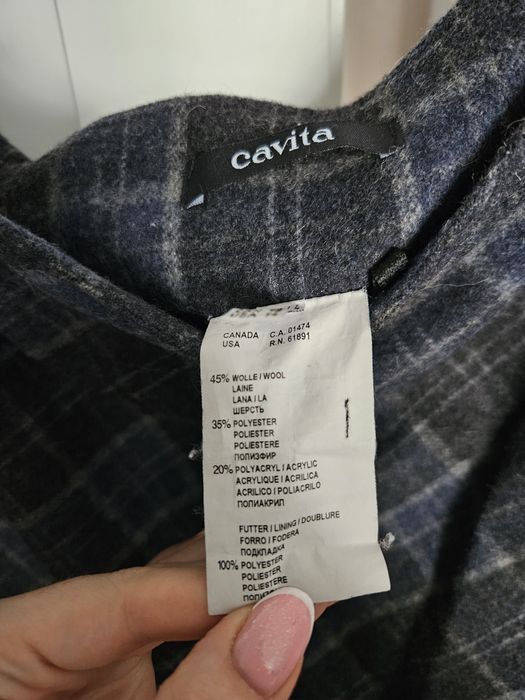 cavita
CANADA C.A. 01474
USA R.N. 61891
45% WOLLE / WOOL
LAINE
LANA / LA
ШЕРСТЬ
35% POLYESTER
POLIESTER
POLIESTERE
ПОЛИЭФИР
20% POLYACRYL / ACRYLIC
ACRYLIQUE / ACRILICA
ACRILICO / POLIACRILO
ПОЛИАКРИЛ
FUTTER / LINING / DOUBLURE
FORRO / FODERA
ПОДКЛАДКА
100% POLYESTER
POLIESTER
POLIESTERE